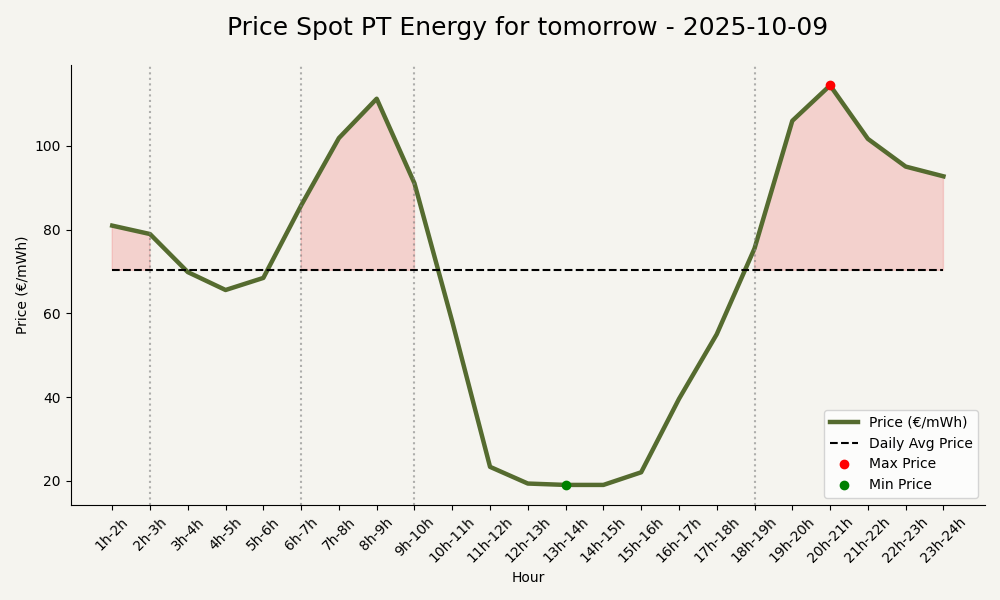 Price Spot PT Energy for tomorrow - 2025-10-09
Price (€/mWh)
100
80
60
40
20
1h-2h
2h-3h
3h-4h
4h-5h
5h-6h
6h-7h
7h-8h
8h-9h
9h-10h
10h-11h
11h-12h
12h-13h
13h-14h
14h-15h
15h-16h
16h-17h
17h-18h
18h-19h
19h-20h
20h-21h
21h-22h
22h-23h
23h-24h
Hour
Price (€/mWh)
Daily Avg Price
Max Price
Min Price